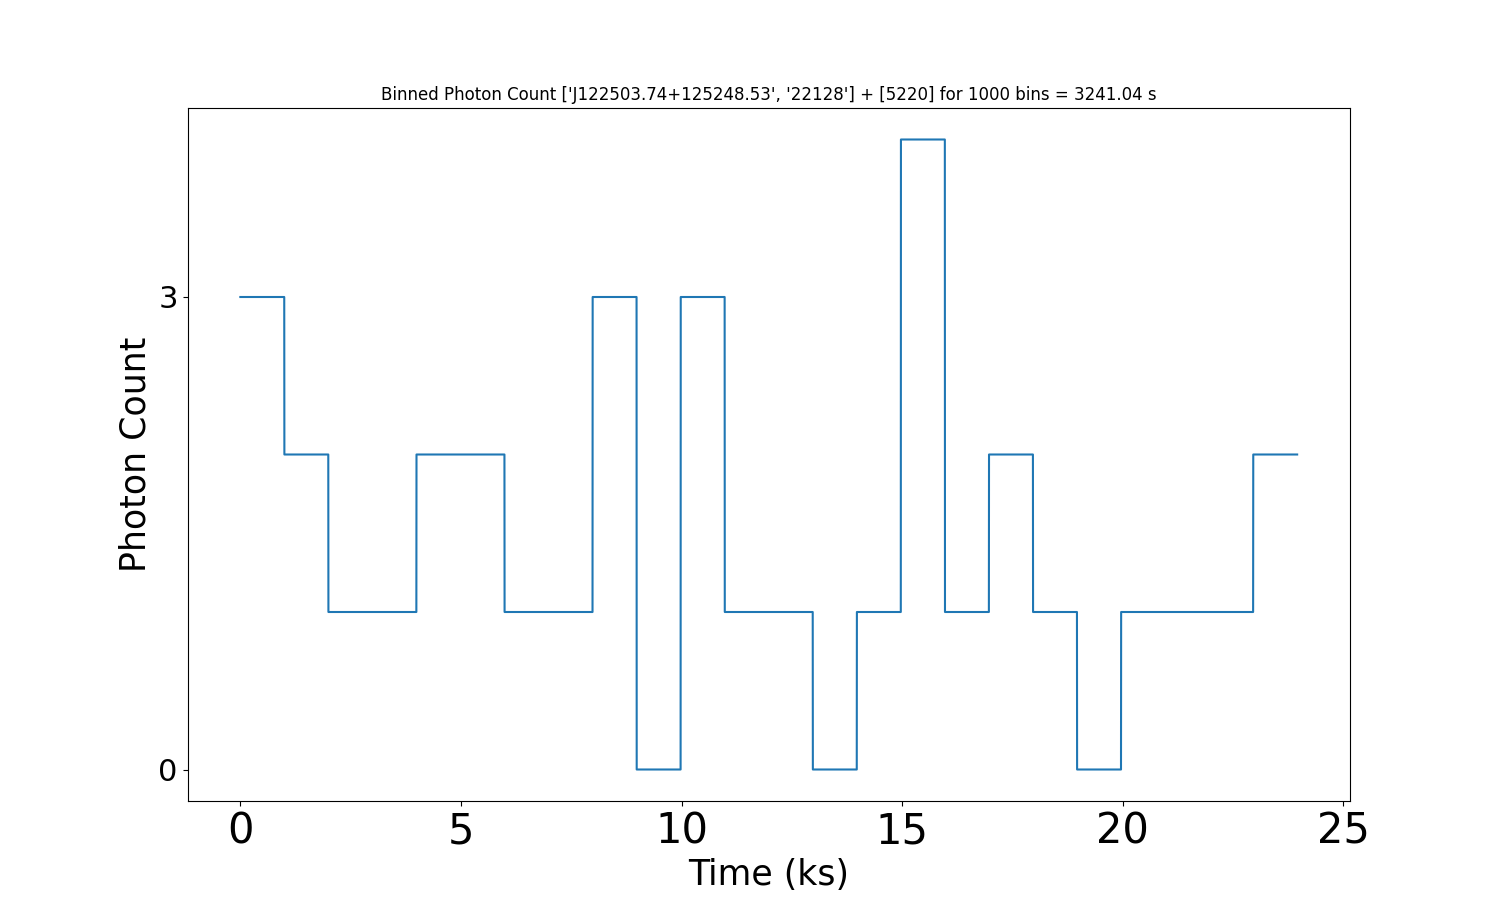 Binned Photon Count ['J122503.74+125248.53', '22128'] + [5220] for 1000 bins = 3241.04 s
3
0
Photon Count
0 5 10 15 20 25
Time (ks)